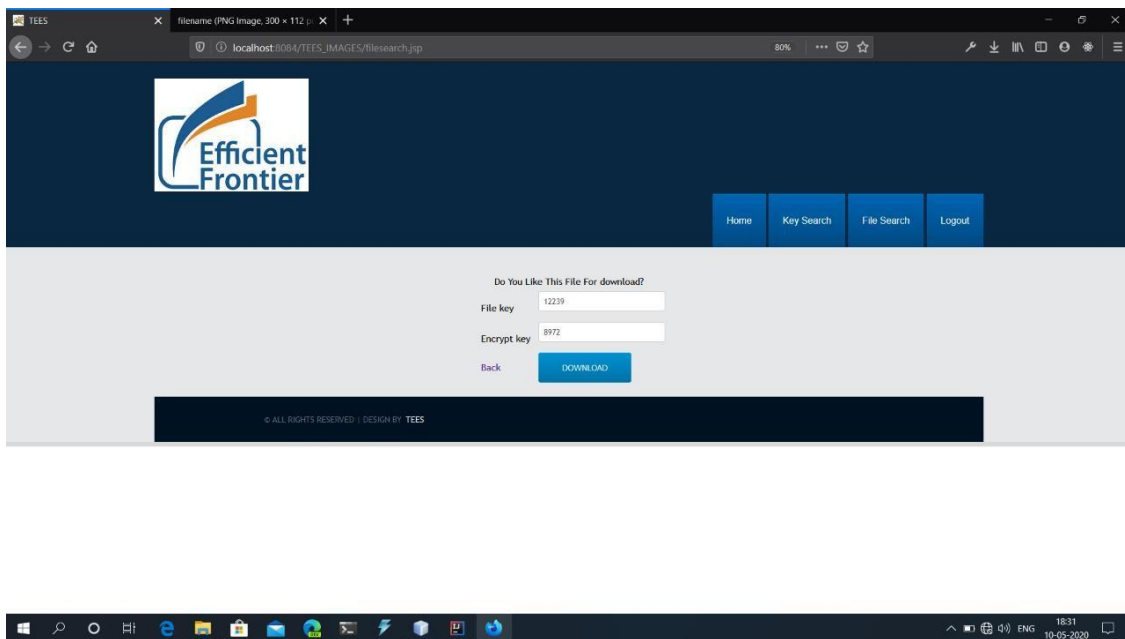 TEES
filename (PNG Image, 300 × 112 pi
localhost:8084/TEES_IMAGES/filesearch.jsp
80%
Efficient
Frontier
Home
Key Search
File Search
Logout
Do You Like This File For download?
File key
12239
Encrypt key
8972
Back
DOWNLOAD
© ALL RIGHTS RESERVED | DESIGN BY TEES
ENG
18:31
10-05-2020